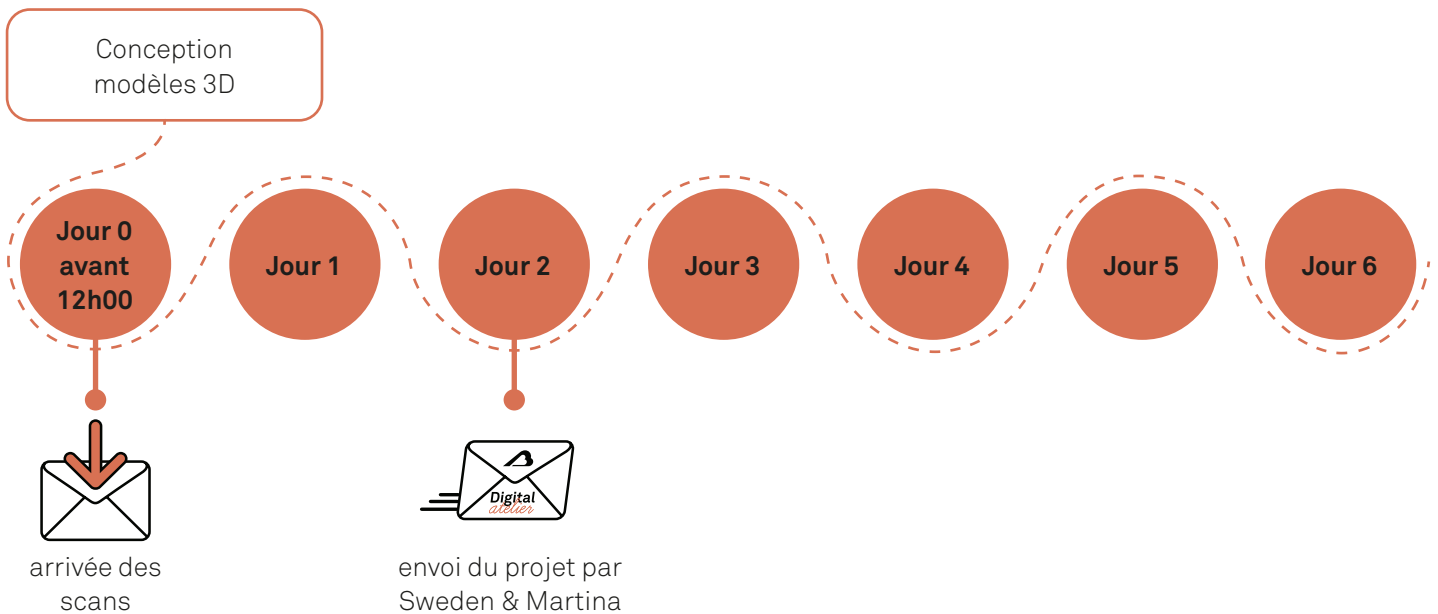 Conception
modèles 3D
Jour 0
avant
12h00
Jour 1
Jour 2
Jour 3
Jour 4
Jour 5
Jour 6
arrivée des
scans
Digital
atelier
envoi du projet par
Sweden & Martina